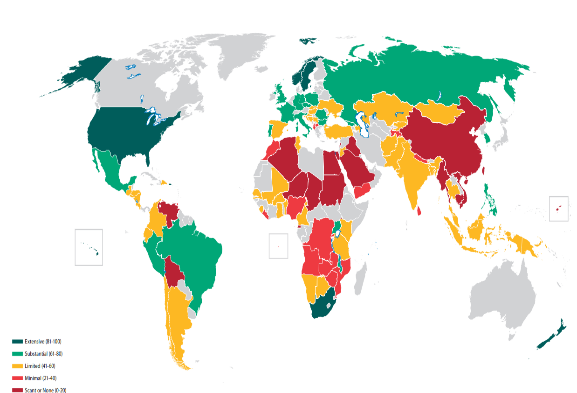 Extensive (81-100)
Substantial (61-80)
Limited (41-60)
Minimal (21-40)
Scant or None (0-20)